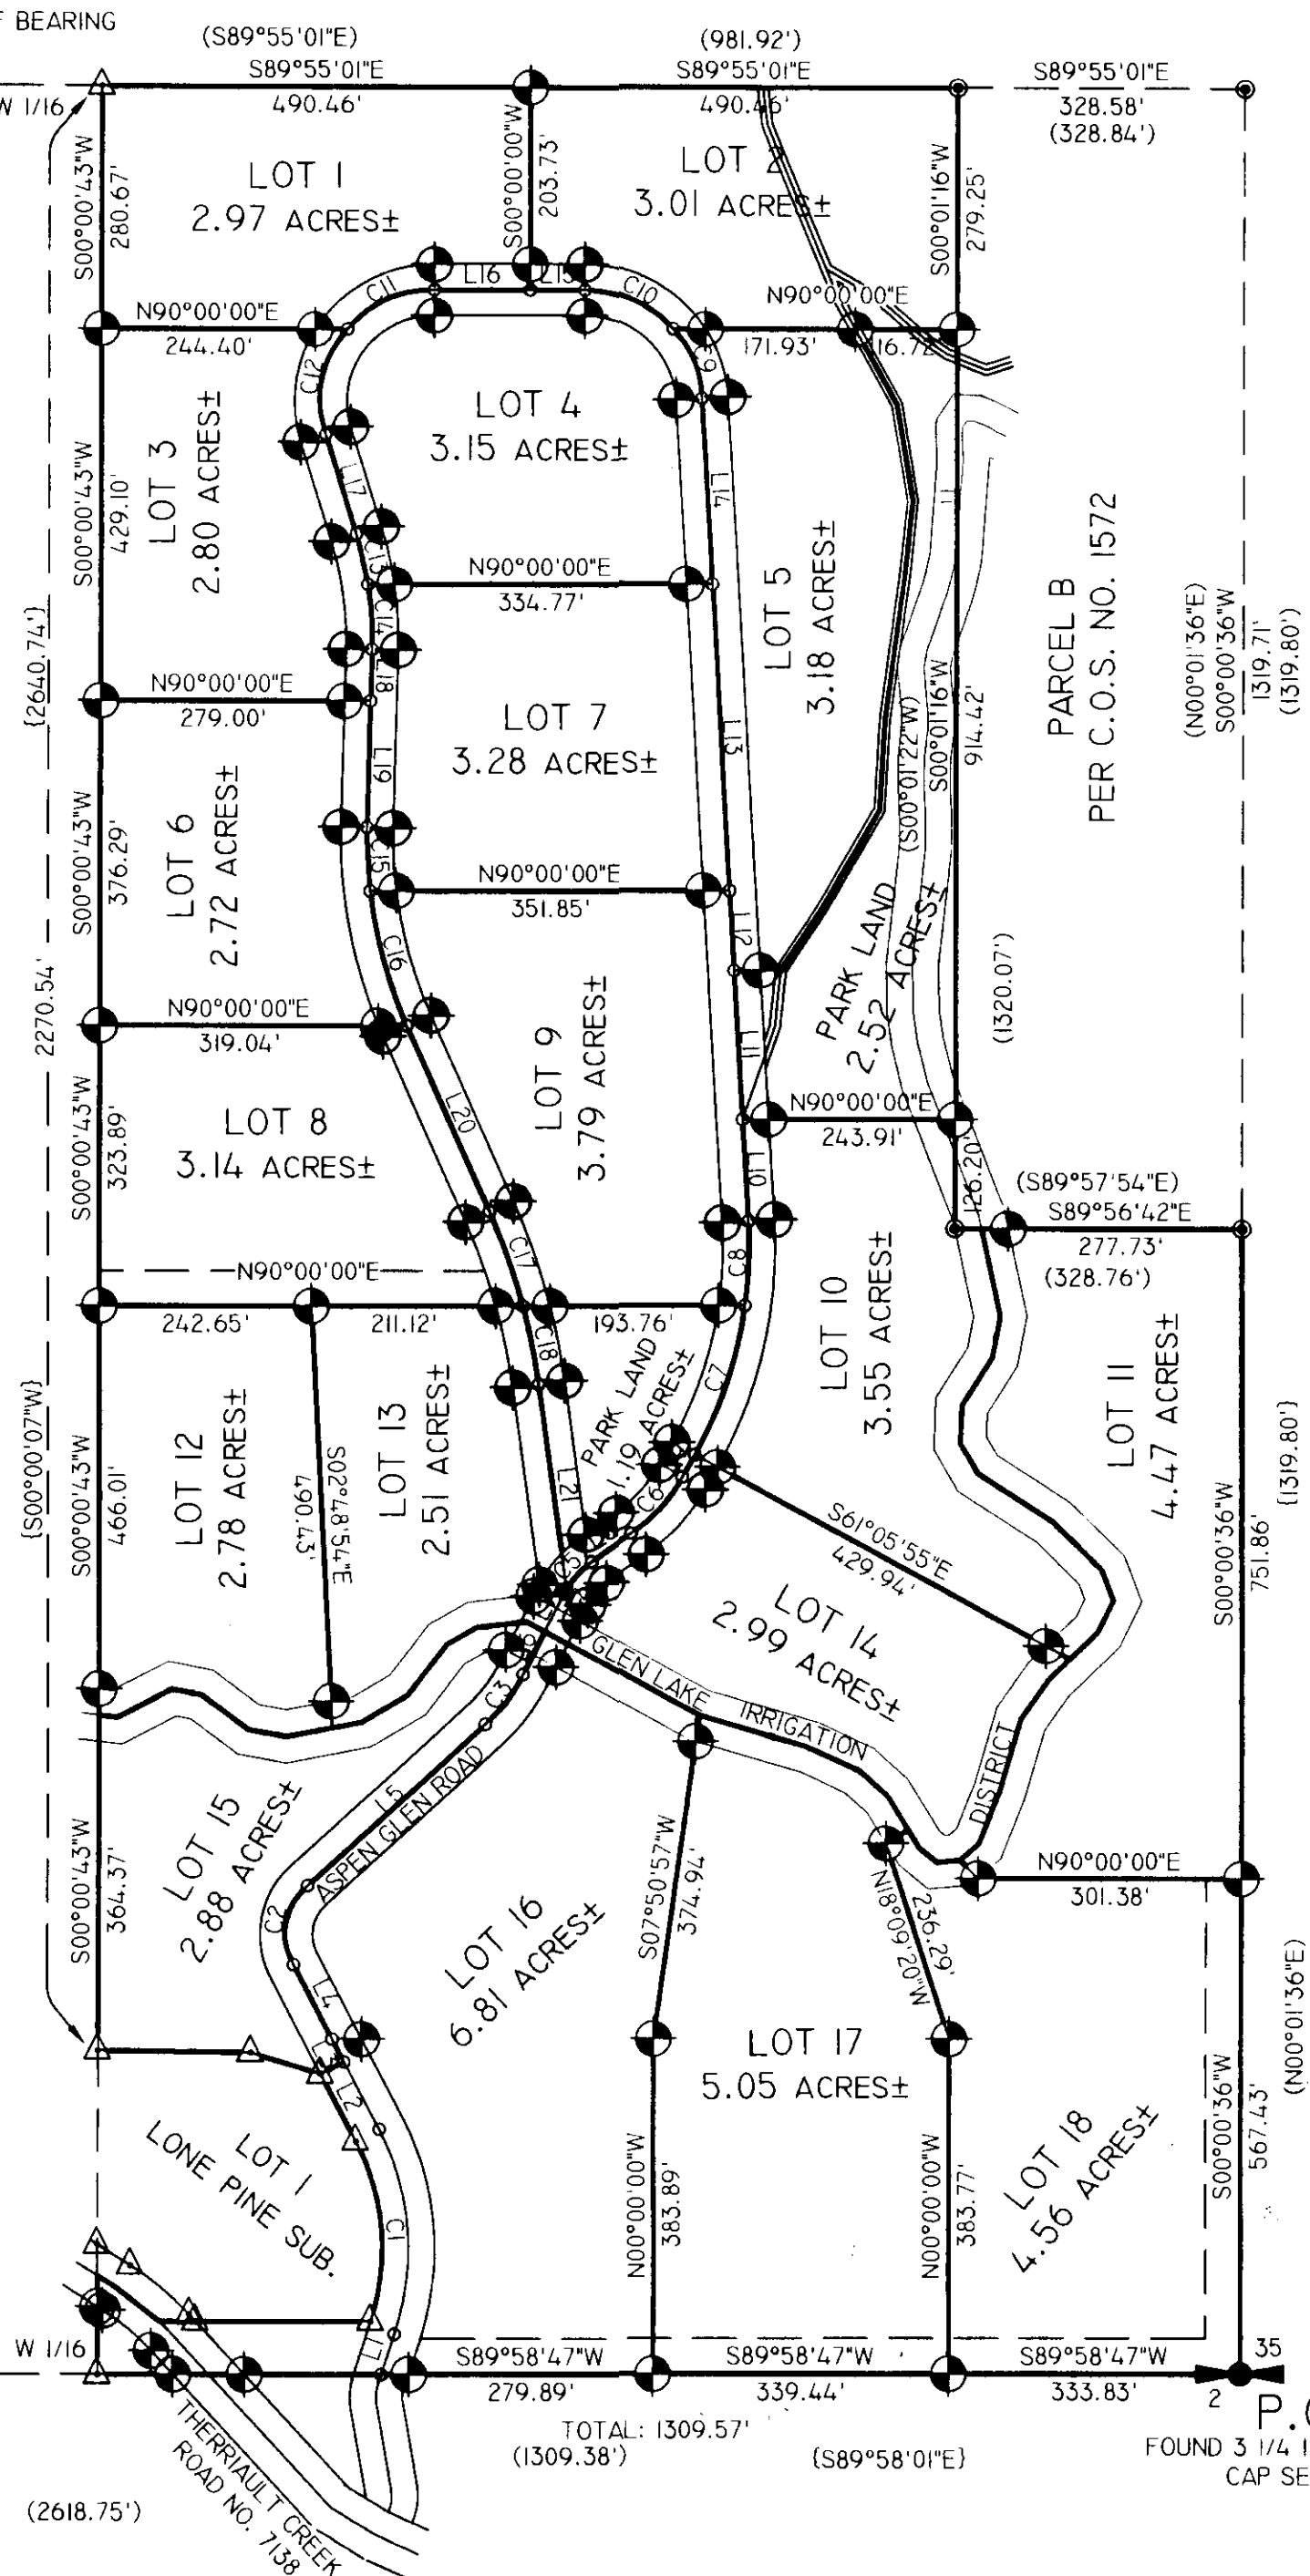 F BEARING
(S89°55'01"E)
S89°55'01"E
490.46'
(981.92')
S89°55'01"E
490.46'
S89°55'01"E
328.58'
(328.84')
W 1/16
S00°00'43"W
280.67'
LOT 1
2.97 ACRES±
S00°00'00"W
203.73'
LOT 2
3.01 ACRES±
S00°01'16"W
279.25'
L16
L15
C11
C10
N90°00'00"E
244.40'
N90°00'00"E
171.93'
116.72'
C12
C9
LOT 3
2.80 ACRES±
S00°00'43"W
429.10'
LOT 4
3.15 ACRES±
L17
L14
C13
N90°00'00"E
334.77'
C14
LOT 5
3.18 ACRES±
PARCEL B
PER C.O.S. NO. 1572
(N00°01'36"E)
S00°00'36"W
1319.71'
(1319.80')
{2640.74'}
L18
N90°00'00"E
279.00'
LOT 7
3.28 ACRES±
L13
(S00°01'22"W)
S00°01'16"W
914.42'
L19
S00°00'43"W
376.29'
LOT 6
2.72 ACRES±
C15
N90°00'00"E
351.85'
L12
PARK LAND
2.52 ACRES±
(1320.07')
C16
N90°00'00"E
319.04'
2270.54'
LOT 9
3.79 ACRES±
L11
S00°00'43"W
323.89'
LOT 8
3.14 ACRES±
L20
N90°00'00"E
243.91'
L10
126.20'
(S89°57'54"E)
S89°56'42"E
277.73'
(328.76')
C17
C8
N90°00'00"E
242.65'
211.12'
193.76'
C18
LOT 10
3.55 ACRES±
LOT 11
4.47 ACRES±
{S00°00'07"W}
S00°00'43"W
466.01'
LOT 12
2.78 ACRES±
S02°48'54"E
490.43'
LOT 13
2.51 ACRES±
L21
PARK LAND
1.19 ACRES±
C7
C6
C5
S61°05'55"E
429.94'
S00°00'36"W
751.86'
{1319.80'}
LOT 14
2.99 ACRES±
GLEN LAKE
IRRIGATION
DISTRICT
C3
L5
ASPEN GLEN ROAD
S00°00'43"W
364.37'
LOT 15
2.88 ACRES±
C2
L4
L3
L2
LOT 16
6.81 ACRES±
S07°50'57"W
374.94'
N18°09'20"W
236.29'
N90°00'00"E
301.38'
LOT 17
5.05 ACRES±
(N00°01'36"E)
S00°00'36"W
567.43'
LOT 1
LONE PINE SUB.
C1
L1
N00°00'00"W
383.89'
N00°00'00"W
383.77'
LOT 18
4.56 ACRES±
W 1/16
S89°58'47"W
279.89'
S89°58'47"W
339.44'
S89°58'47"W
333.83'
35
2
TOTAL: 1309.57'
(1309.38')
{S89°58'01"E}
FOUND 3 1/4
CAP SE
THERRIAULT CREEK
ROAD NO. 7138
(2618.75')